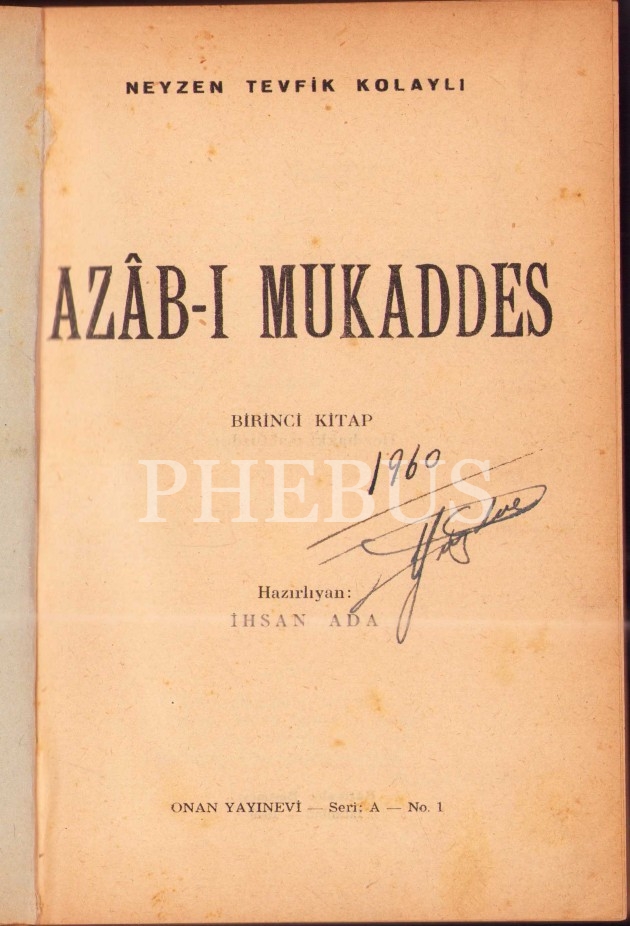 NEYZEN TEVFİK KOLAYLI
AZÂB-I MUKADDES
BİRİNCİ KİTAP
1960
PHEBUS
Hazırlıyan:
İHSAN ADA
ONAN YAYINEVİ — Seri: A — No. 1